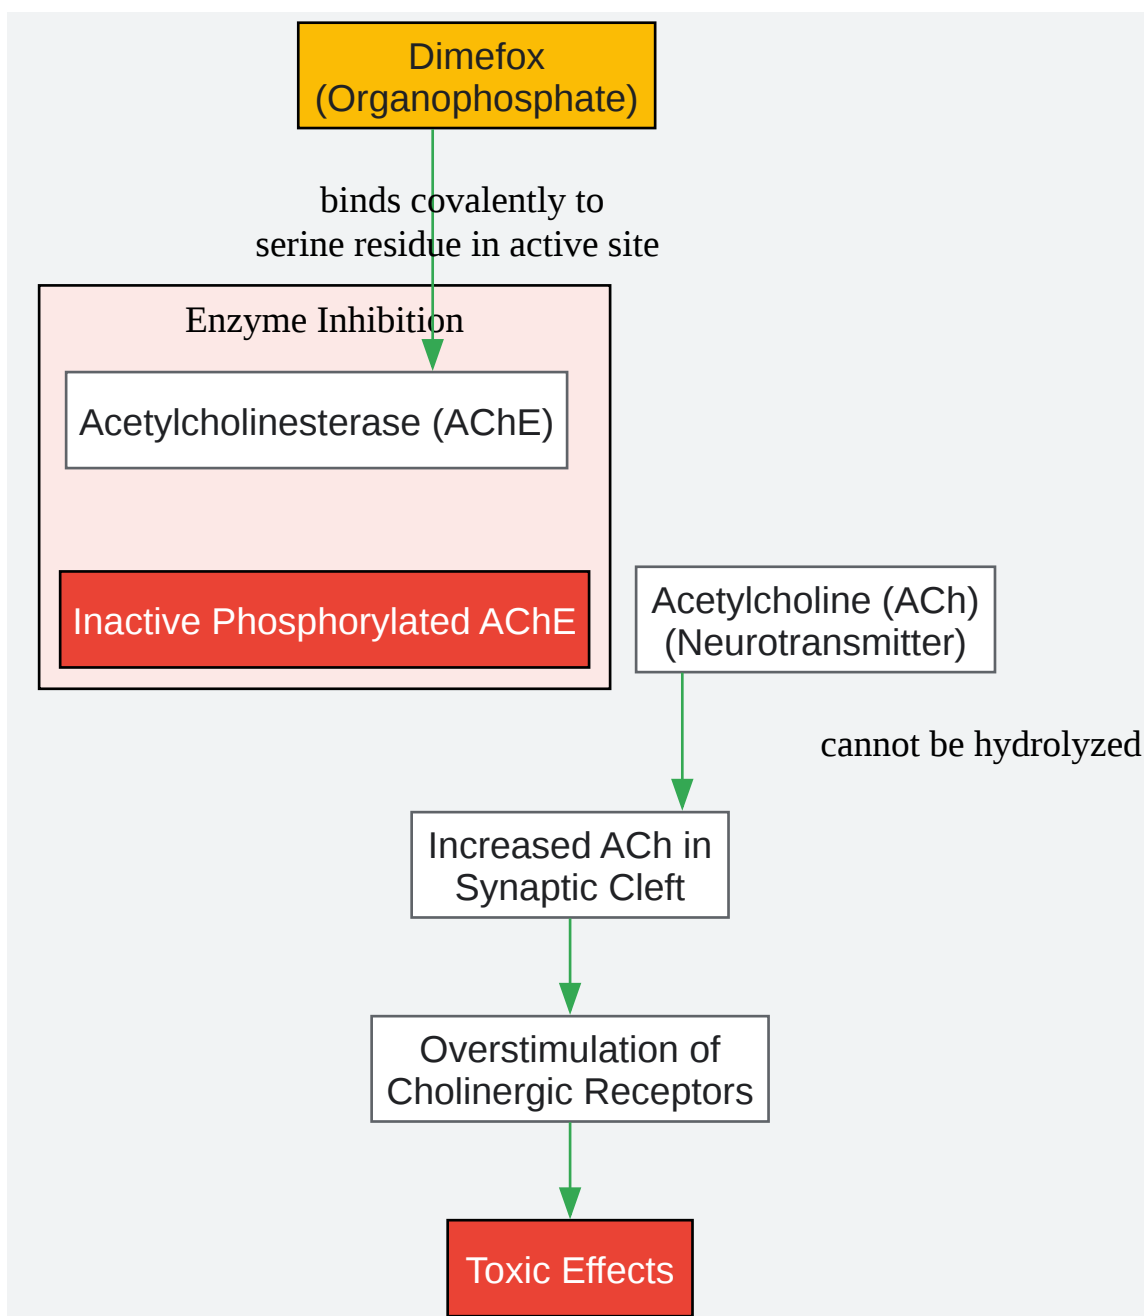 Dimefox
(Organophosphate)
binds covalently to
serine residue in active site
Enzyme Inhibition
Acetylcholinesterase (AChE)
Inactive Phosphorylated AChE
Acetylcholine (ACh)
(Neurotransmitter)
cannot be hydrolyzed
Increased ACh in
Synaptic Cleft
Overstimulation of
Cholinergic Receptors
Toxic Effects